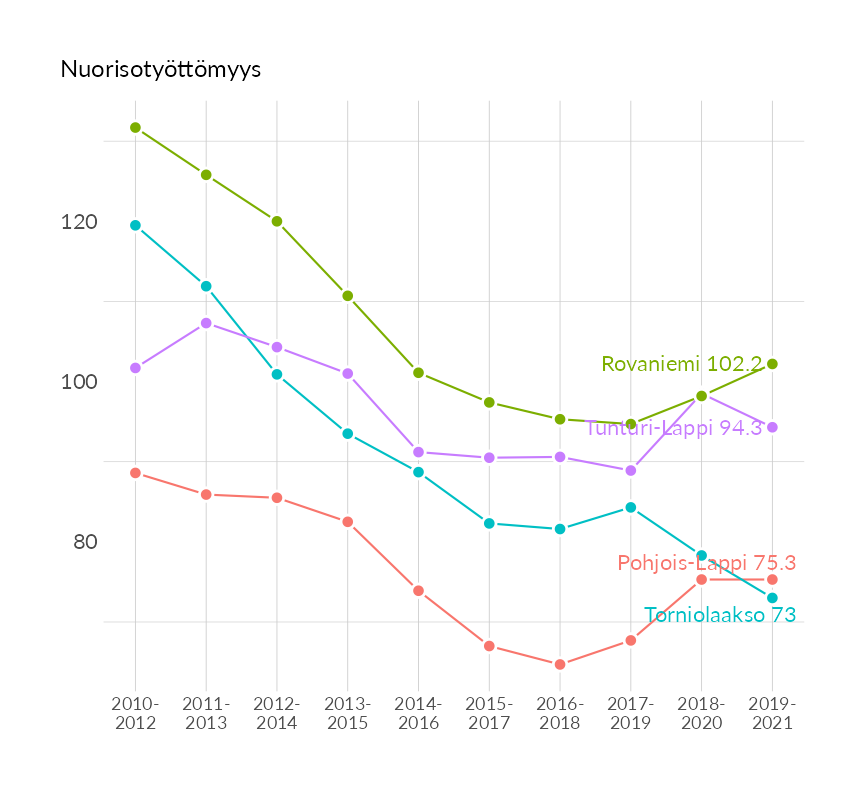 Nuorisotyöttömyys
120
100
80
Rovaniemi 102.2
Tunturi-Lappi 94.3
Pohjois-Lappi 75.3
Torniolaakso 73
2010- 2011- 2012- 2013- 2014- 2015- 2016- 2017- 2018- 2019-
2012 2013 2014 2015 2016 2017 2018 2019 2020 2021